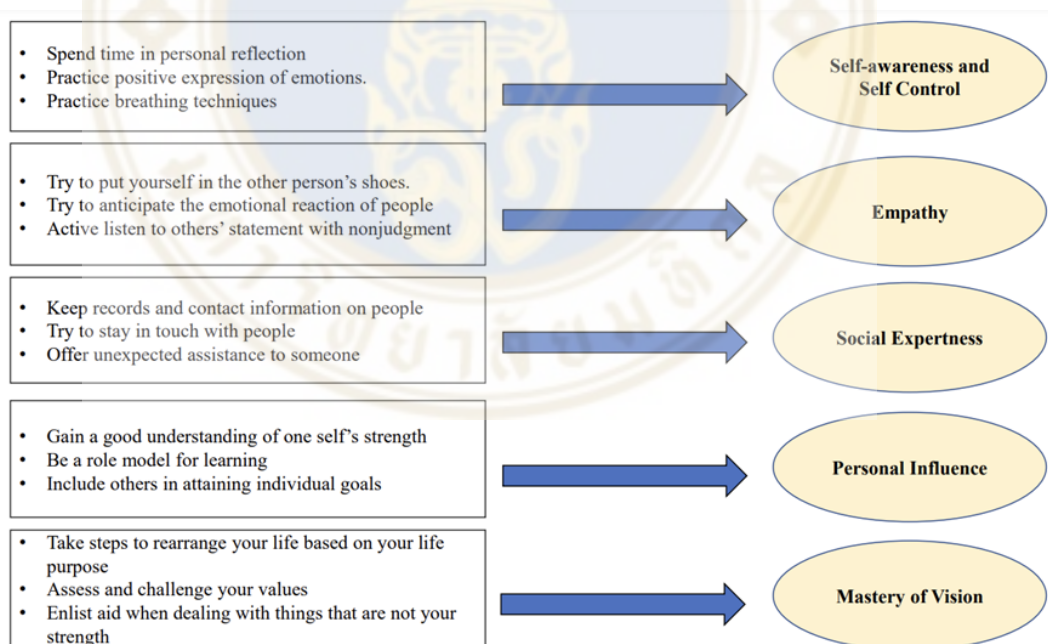 • Spend time in personal reflection
• Practice positive expression of emotions.
• Practice breathing techniques
Self-awareness and
Self Control
• Try to put yourself in the other person's shoes.
• Try to anticipate the emotional reaction of people
• Active listen to others' statement with nonjudgment
Empathy
• Keep records and contact information on people
• Try to stay in touch with people
• Offer unexpected assistance to someone
Social Expertness
• Gain a good understanding of one self's strength
• Be a role model for learning
• Include others in attaining individual goals
Personal Influence
• Take steps to rearrange your life based on your life
purpose
• Assess and challenge your values
• Enlist aid when dealing with things that are not your
strength
Mastery of Vision